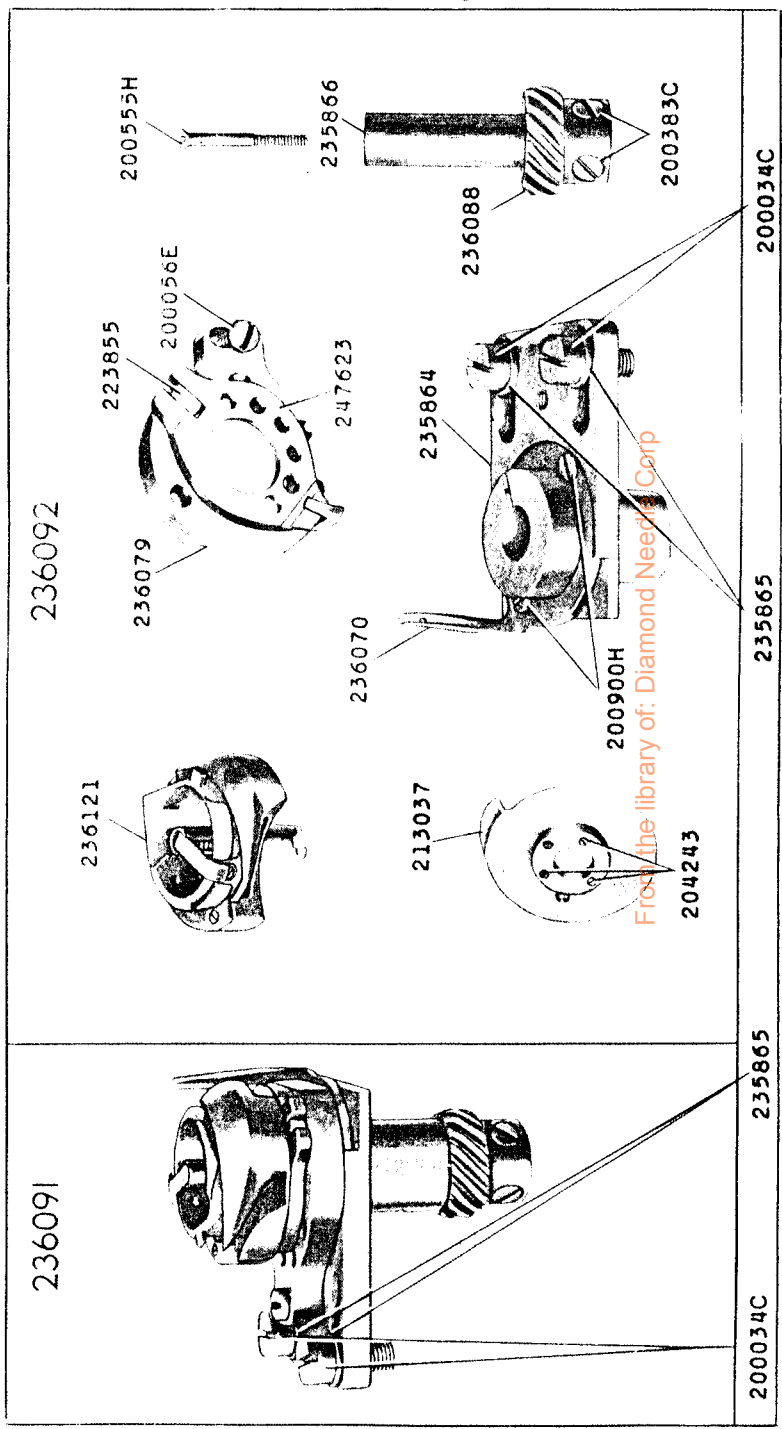 236091
235865
200034C
236092
236121
236079
223855
200056E
247623
200555H
235866
236088
200383C
213037
204243
236070
235864
200900H
235865
200034C
From the library of: Diamond Needle Corp